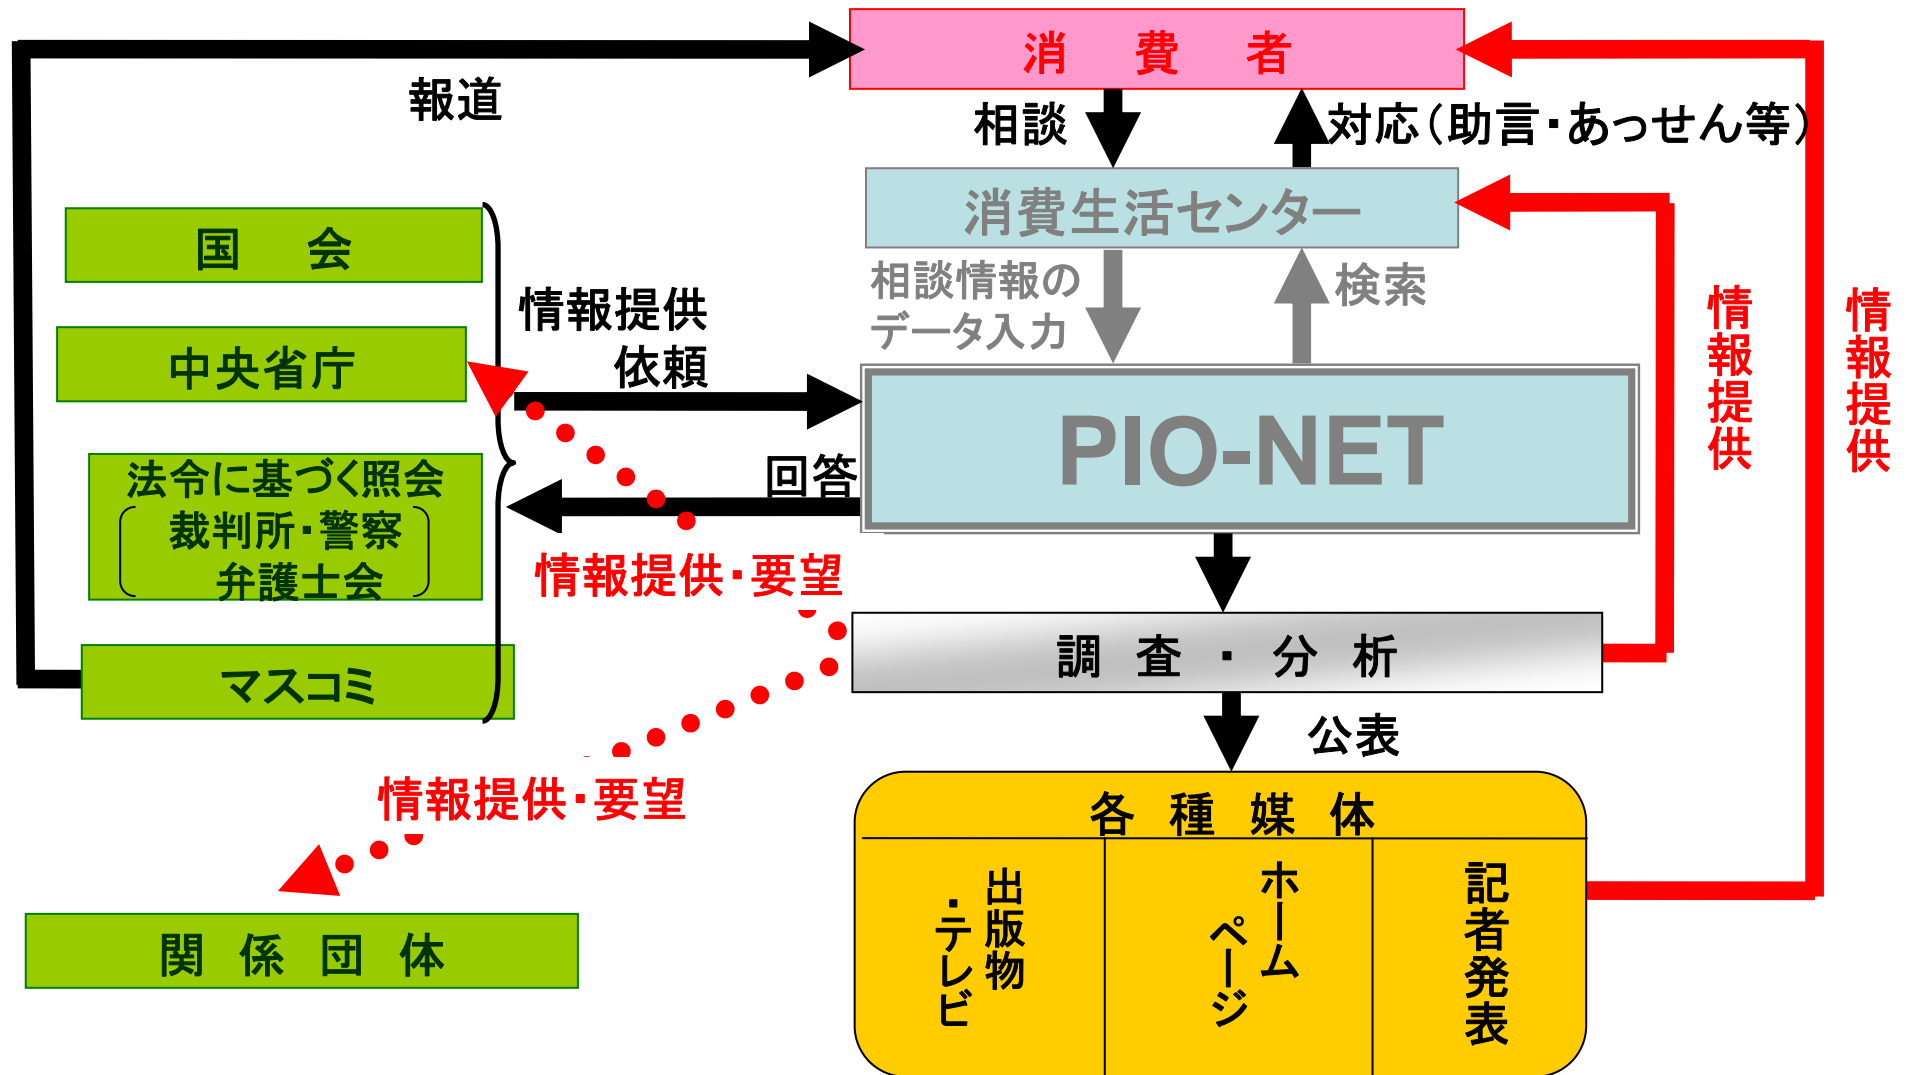 消　費　者
報道
相談
対応（助言・あっせん等）
消費生活センター
国　会
相談情報の
データ入力
検索
情報提供
依頼
情報提供
情報提供
中央省庁
PIO-NET
回答
法令に基づく照会
裁判所・警察
弁護士会
情報提供・要望
調　査　・　分　析
マスコミ
公表
情報提供・要望
各　種　媒　体
出版物
・テレビ
ホーム
ページ
記者発表
関　係　団　体